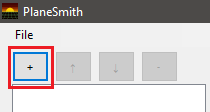 PlaneSmith
File
+ ↑ ↓ -